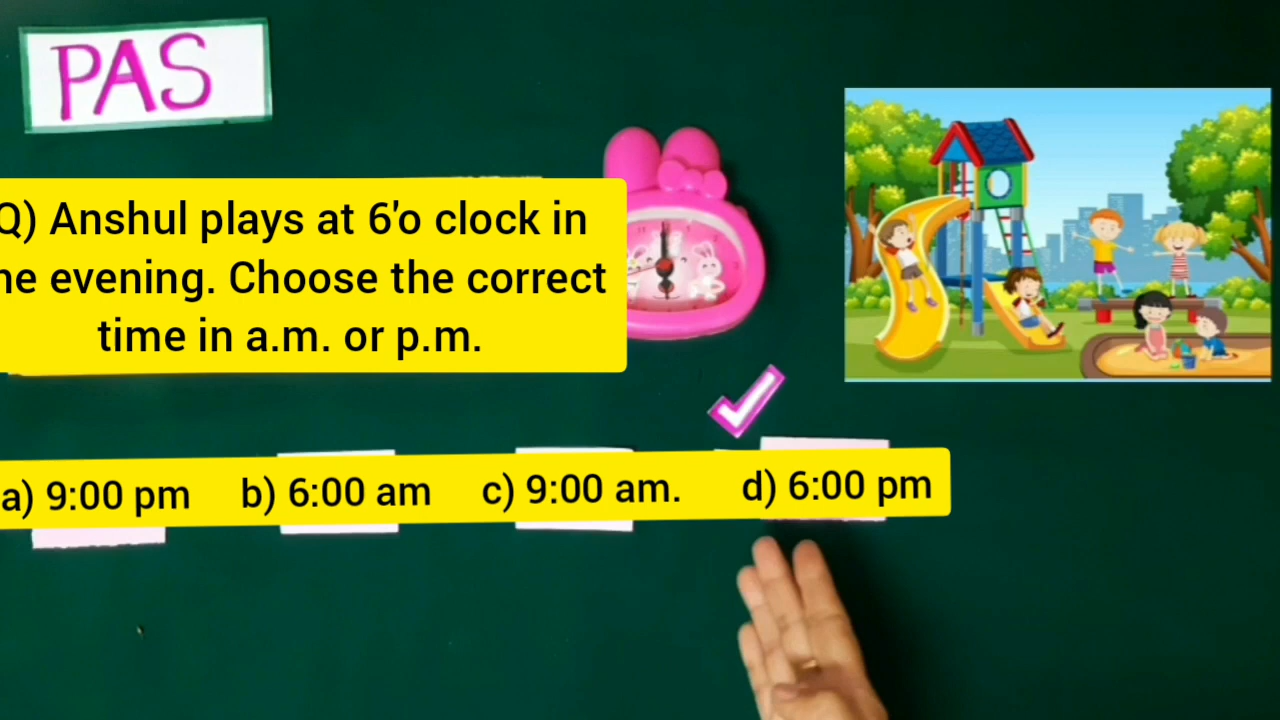 PAS
Q) Anshul plays at 6'o clock in
he evening. Choose the correct
time in a.m. or p.m.
a) 9:00 pm b) 6:00 am c) 9:00 am. d) 6:00 pm